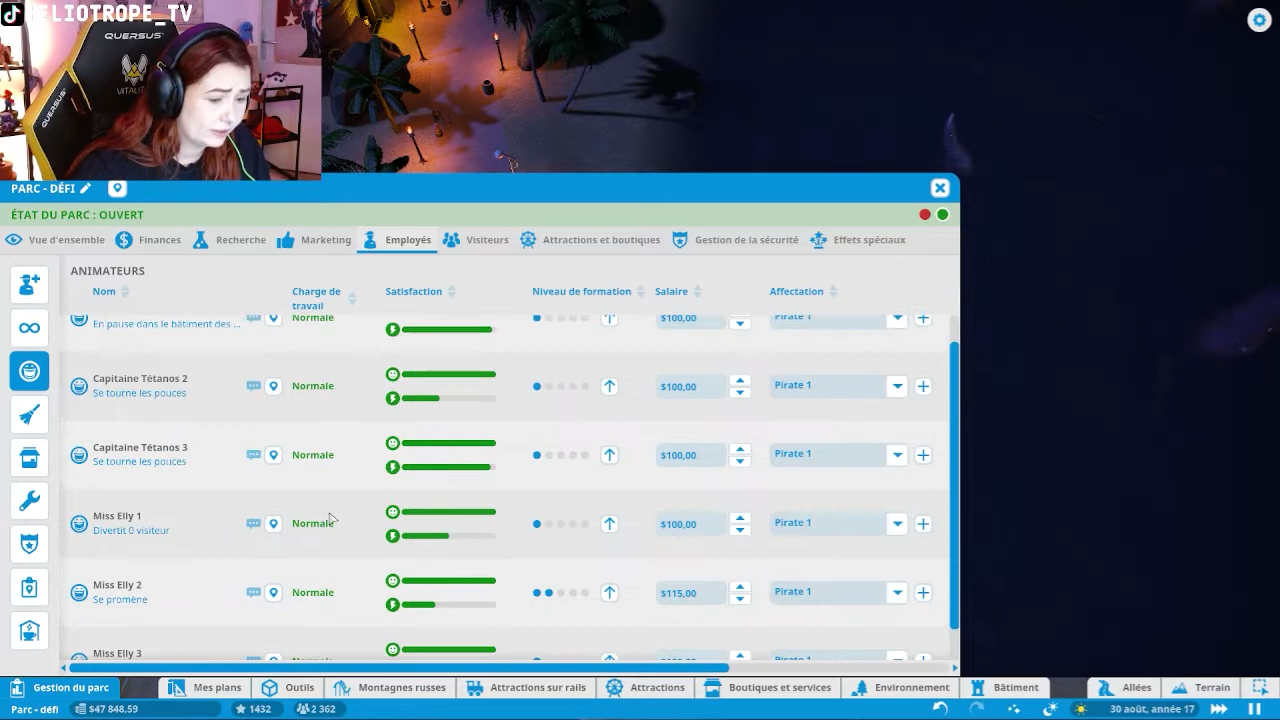 ELIOTROPE_TV
QUERSUS
VITALIT
QUERSUS
QUERSUS
PARC - DÉFI
ÉTAT DU PARC : OUVERT
Vue d'ensemble Finances Recherche Marketing Employés Visiteurs Attractions et boutiques Gestion de la sécurité Effets spéciaux
ANIMATEURS
Nom Charge de travail Satisfaction Niveau de formation Salaire Affectation
En pause dans le bâtiment des ... Normale $100,00 Pirate 1
Capitaine Tétanos 2
Se tourne les pouces
Normale $100,00 Pirate 1
Capitaine Tétanos 3
Se tourne les pouces
Normale $100,00 Pirate 1
Miss Elly 1
Divertit 0 visiteur
Normale $100,00 Pirate 1
Miss Elly 2
Se promène
Normale $115,00 Pirate 1
Miss Elly 3
Gestion du parc Mes plans Outils Montagnes russes Attractions sur rails Attractions Boutiques et services Environnement Bâtiment Allées Terrain
Parc - défi $47 848,59 1432 2 362 30 août, année 17